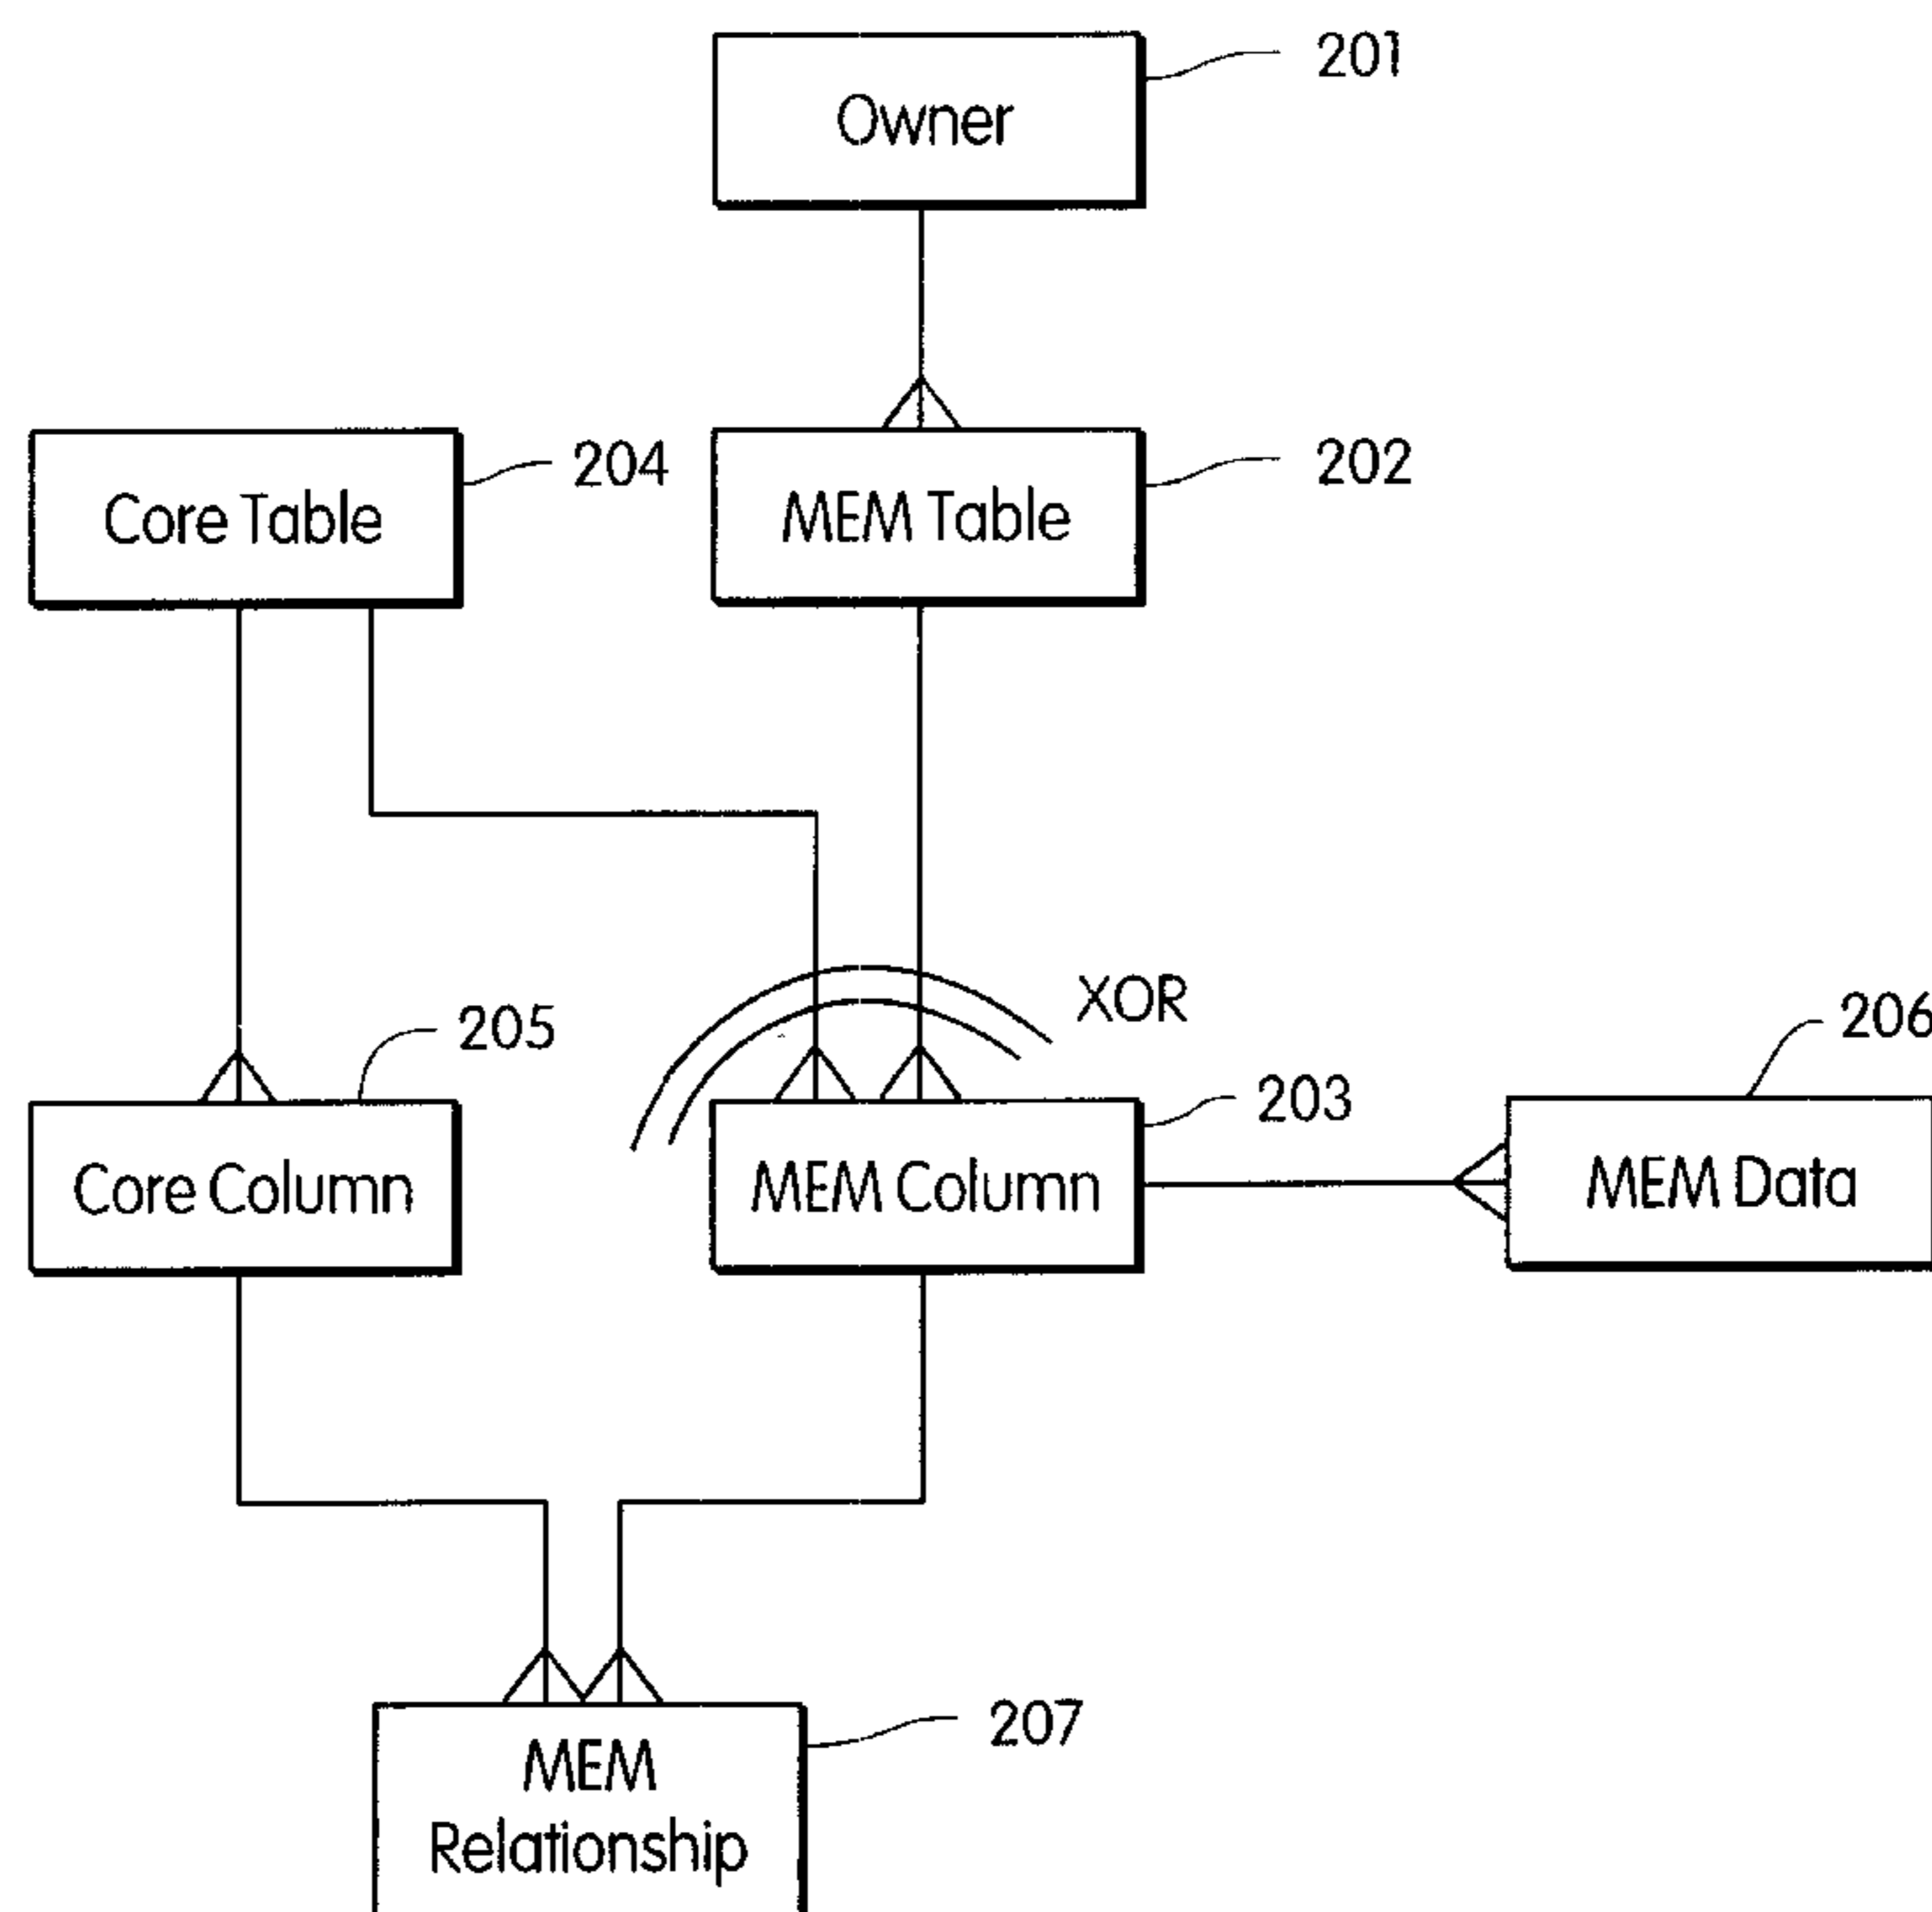 Owner
201
Core Table
204
MEM Table
202
XOR
Core Column
205
MEM Column
203
MEM Data
206
MEM
Relationship
207